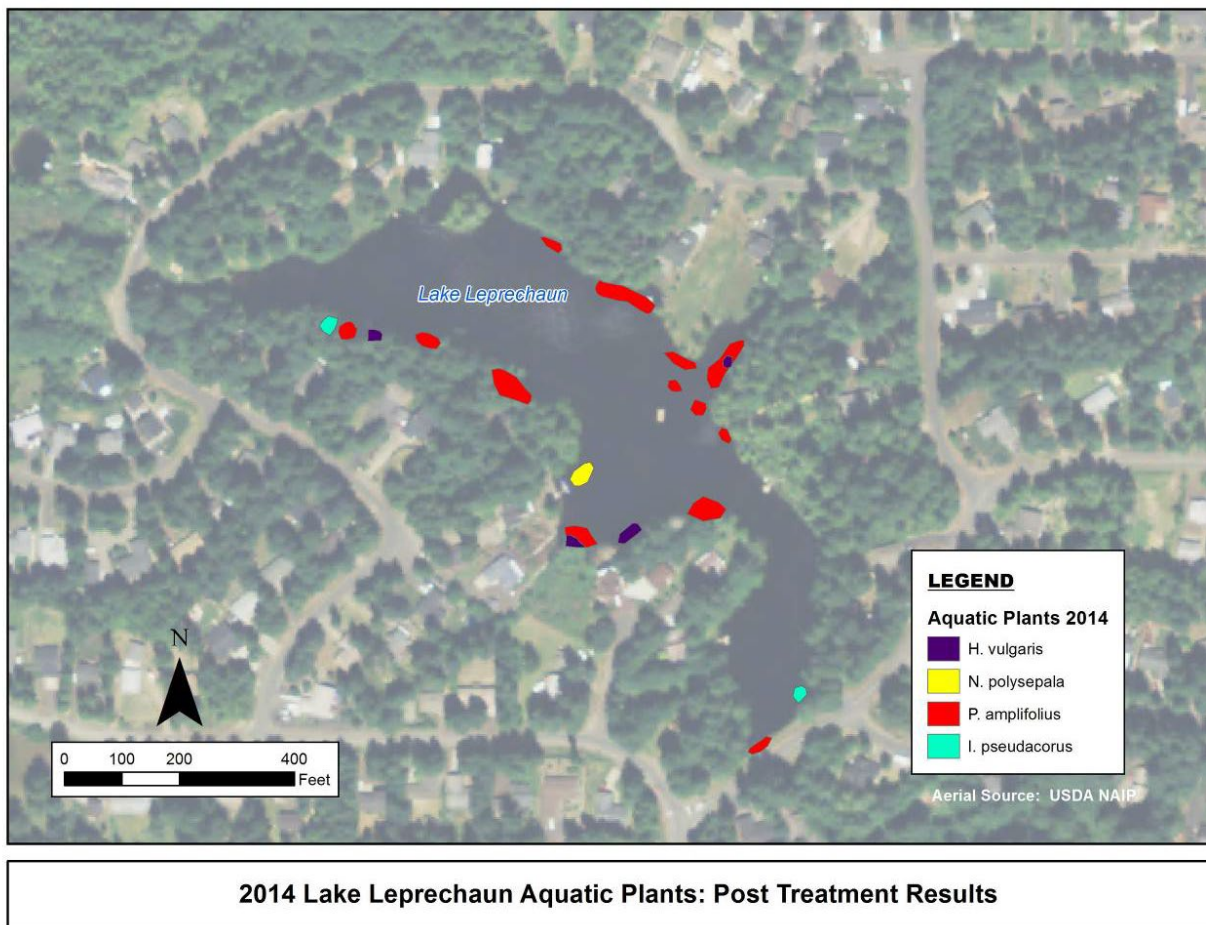 Lake Leprechaun
N
0 100 200 400
Feet
LEGEND
Aquatic Plants 2014
H. vulgaris
N. polysepala
P. amplifolius
I. pseudacorus
Aerial Source: USDA NAIP
2014 Lake Leprechaun Aquatic Plants: Post Treatment Results